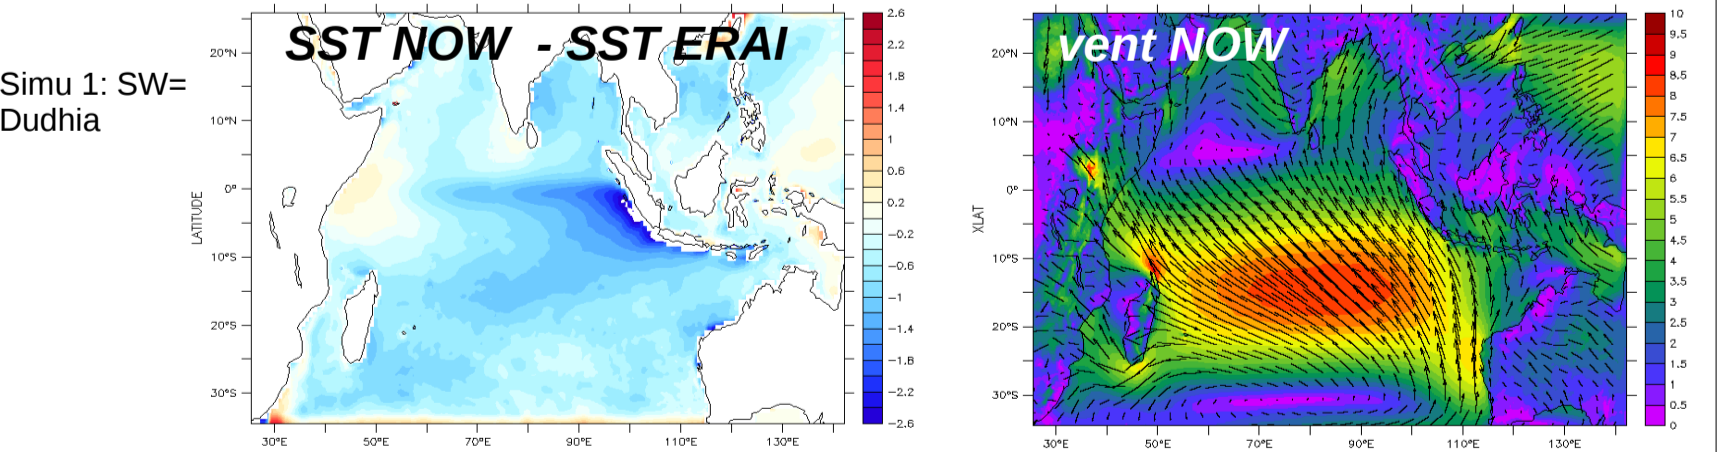 SST NOW - SST ERAI
vent NOW
Simu 1: SW=
Dudhia
LATITUDE
20°N
10°N
0°
10°S
20°S
30°S
30°E
50°E
70°E
90°E
110°E
130°E
2.6
2.2
1.8
1.4
1
0.6
0.2
−0.2
−0.6
−1
−1.4
−1.8
−2.2
−2.6
XLAT
20°N
10°N
0°
10°S
20°S
30°S
30°E
50°E
70°E
90°E
110°E
130°E
10
9.5
9
8.5
8
7.5
7
6.5
6
5.5
5
4.5
4
3.5
3
2.5
2
1.5
1
0.5
0